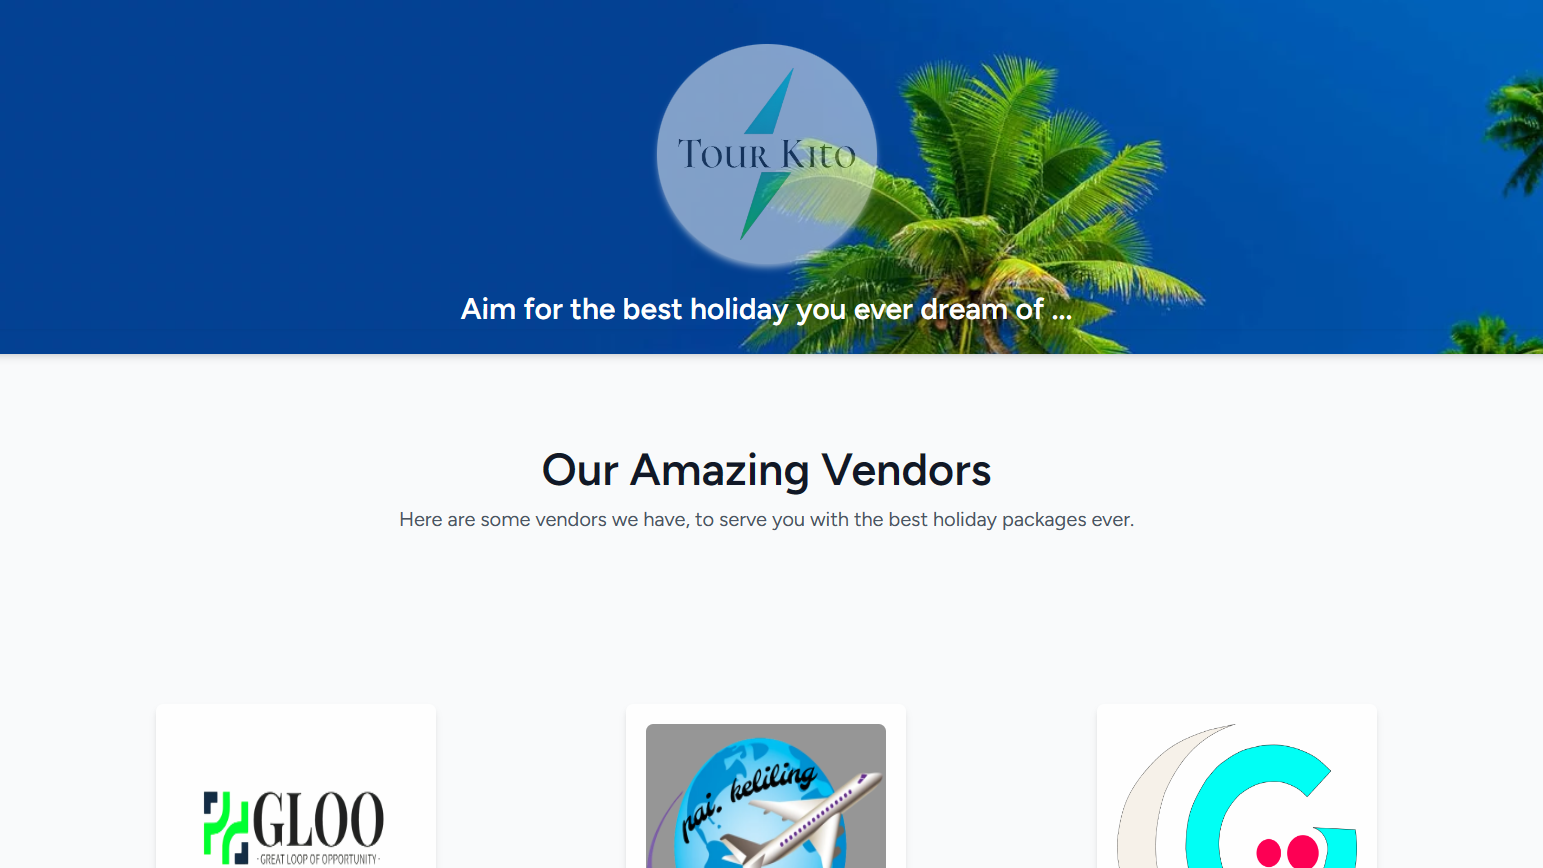 Tour Kito
Aim for the best holiday you ever dream of ...
Our Amazing Vendors
Here are some vendors we have, to serve you with the best holiday packages ever.
GLOO
·GREAT LOOP OF OPPORTUNITY·
nai. keliling